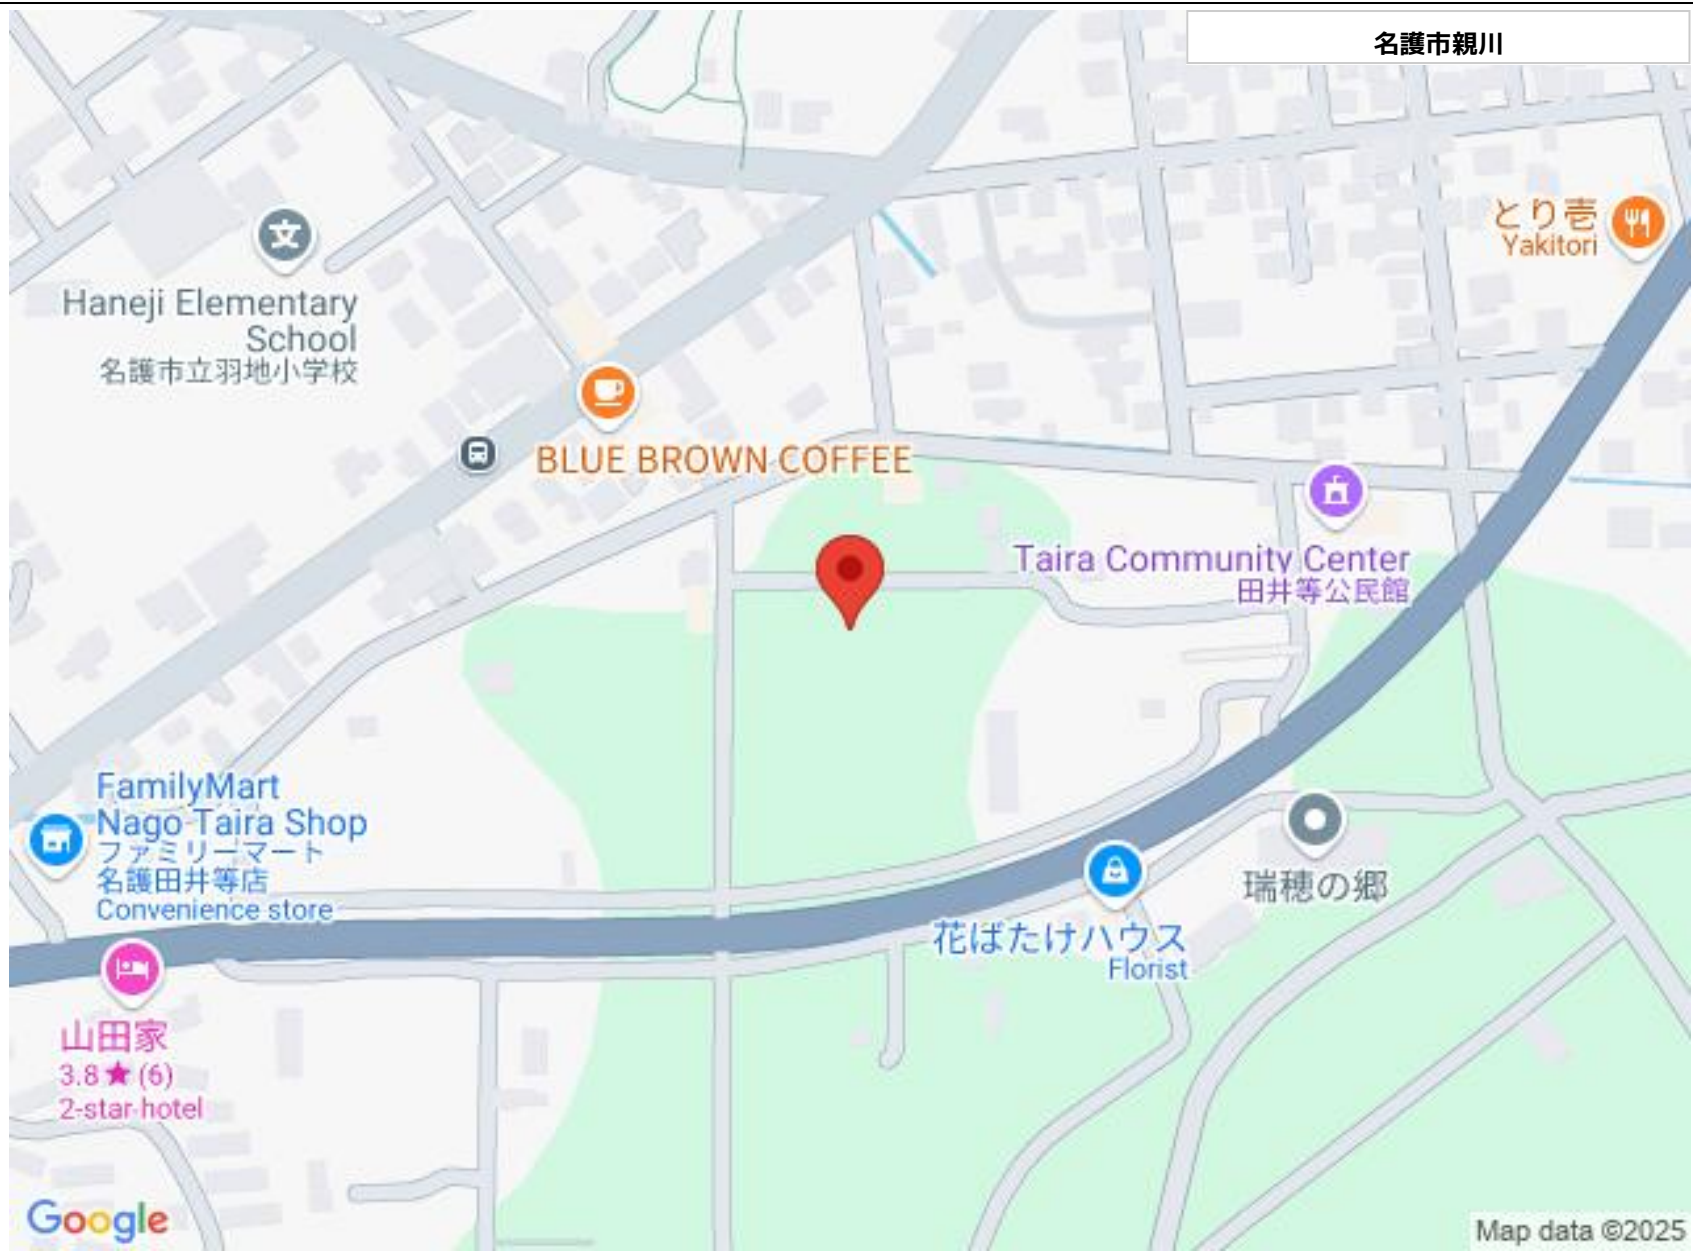 名護市親川
とり壱
Yakitori
Haneji Elementary
School
名護市立羽地小学校
BLUE BROWN COFFEE
Taira Community Center
田井等公民館
FamilyMart
Nago Taira Shop
ファミリーマート
名護田井等店
Convenience store
瑞穂の郷
花ばたけハウス
Florist
山田家
3.8★(6)
2-star hotel
Google
Map data ©2025